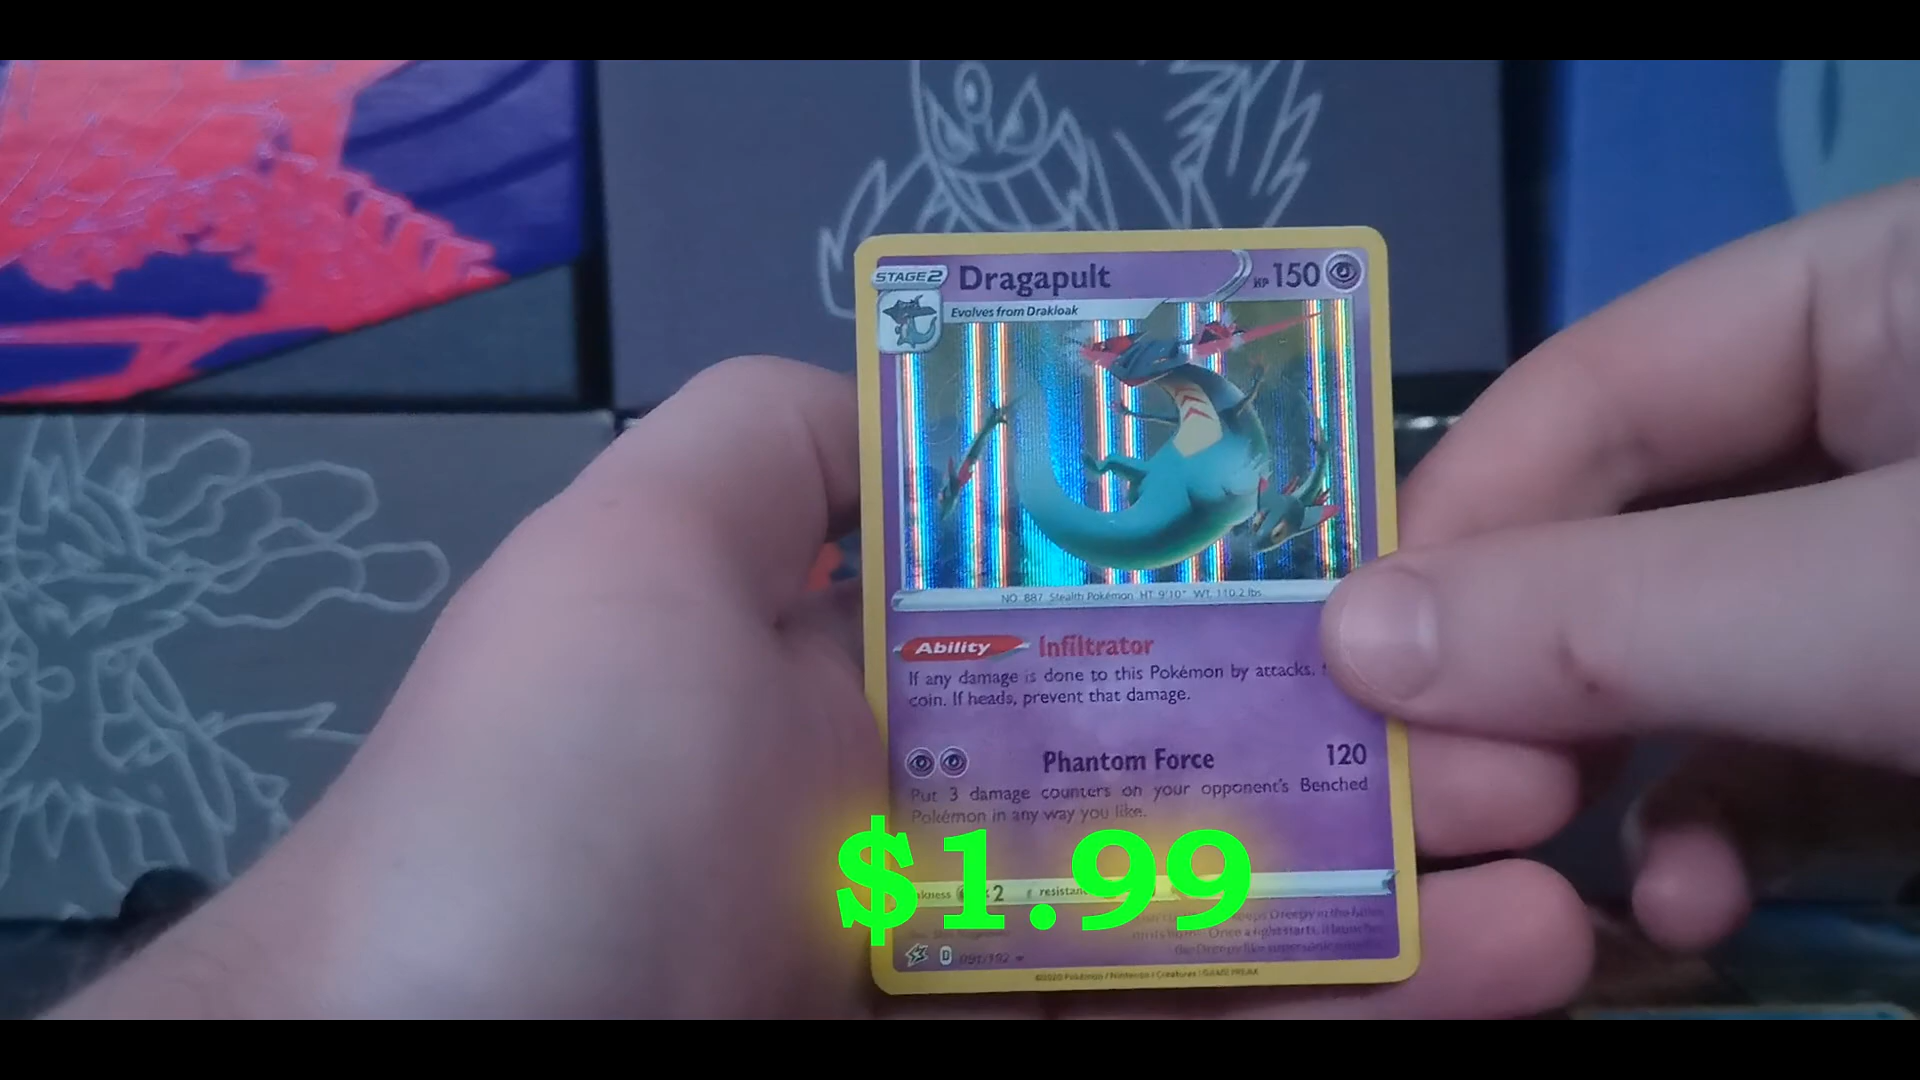 STAGE 2 Dragapult HP 150
Evolves from Drakloak
NO. 887 Stealth Pokémon HT 9'10" WT. 110.2 lbs
Ability Infiltrator
If any damage is done to this Pokémon by attacks,
coin. If heads, prevent that damage.
Phantom Force 120
Put 3 damage counters on your opponent's Benched
Pokémon in any way you like.
$1.99
2 resistan
D 091/192
©2020 Pokémon / Nintendo / Creatures / GAME FREAK